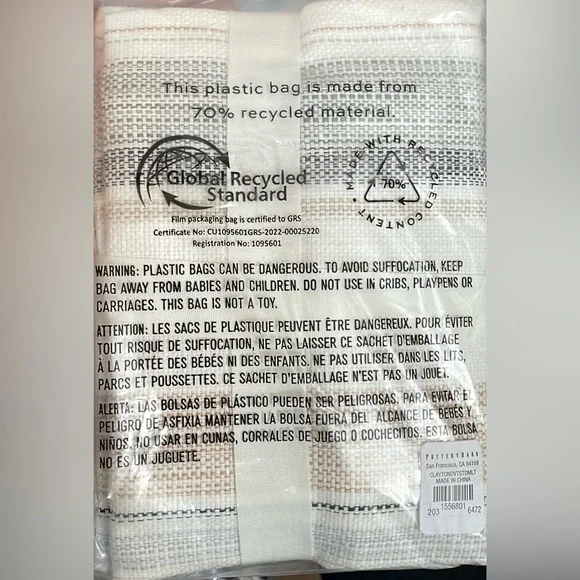 This plastic bag is made from
70% recycled material.
Global Recycled
Standard
MADE WITH RECYCLED CONTENT
70%
Film packaging bag is certified to GRS
Certificate No: CU1095601GRS-2022-00025220
Registration No: 1095601
WARNING: PLASTIC BAGS CAN BE DANGEROUS. TO AVOID SUFFOCATION, KEEP
BAG AWAY FROM BABIES AND CHILDREN. DO NOT USE IN CRIBS, PLAYPENS OR
CARRIAGES. THIS BAG IS NOT A TOY.
ATTENTION: LES SACS DE PLASTIQUE PEUVENT ÊTRE DANGEREUX. POUR ÉVITER
TOUT RISQUE DE SUFFOCATION, NE PAS LAISSER CE SACHET D'EMBALLAGE
À LA PORTÉE DES BÉBÉS NI DES ENFANTS. NE PAS UTILISER DANS LES LITS,
PARCS ET POUSSETTES. CE SACHET D'EMBALLAGE N'EST PAS UN JOUET.
ALERTA: LAS BOLSAS DE PLÁSTICO PUEDEN SER PELIGROSAS. PARA EVITAR EL
PELIGRO DE ASFIXIA MANTENER LA BOLSA FUERA DEL ALCANCE DE BEBÉS Y
NIÑOS. NO USAR EN CUNAS, CORRALES DE JUEGO O COCHECITOS. ESTA BOLSA
NO ES UN JUGUETE.
POTTERYBARN
San Francisco, CA 94109
CLAYTONENVTSTDMLT
MADE IN CHINA
1556801
203 6472